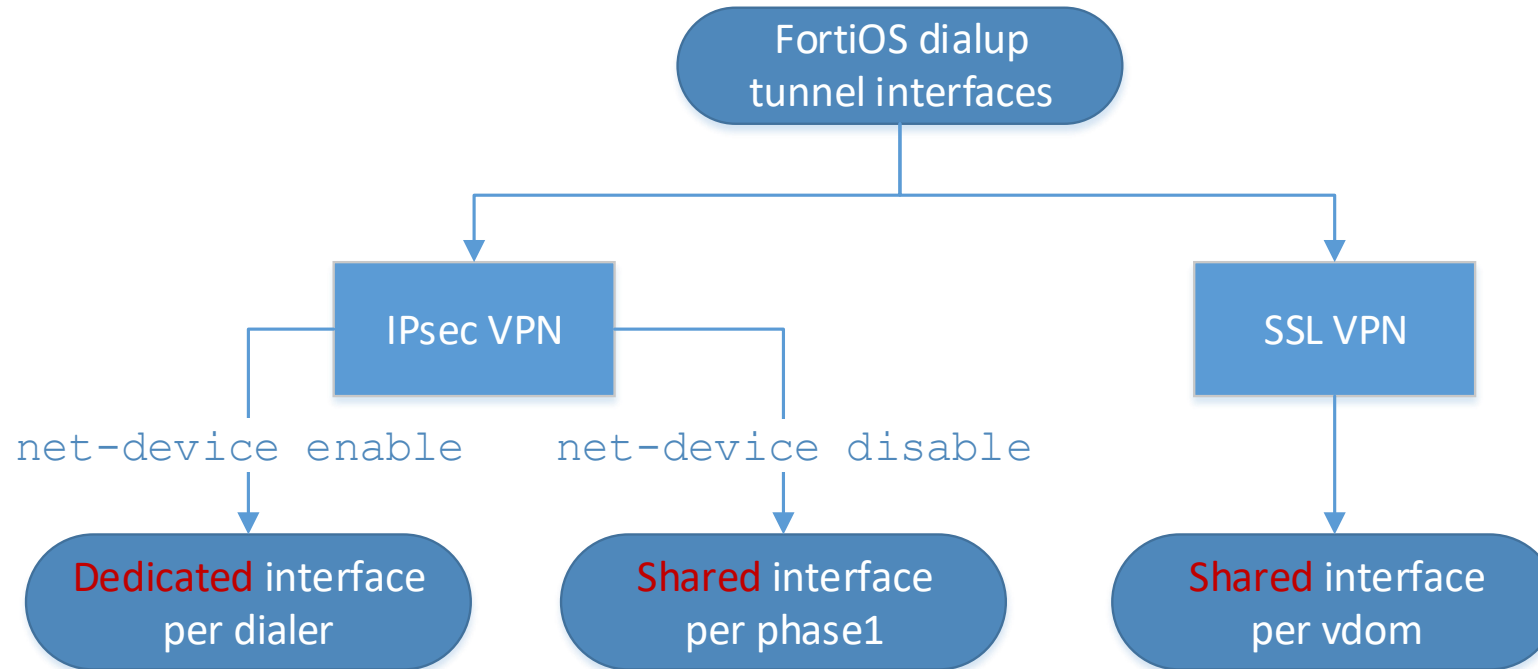 FortiOS dialup
tunnel interfaces
IPsec VPN
SSL VPN
net-device enable
net-device disable
Dedicated interface
per dialer
Shared interface
per phase1
Shared interface
per vdom